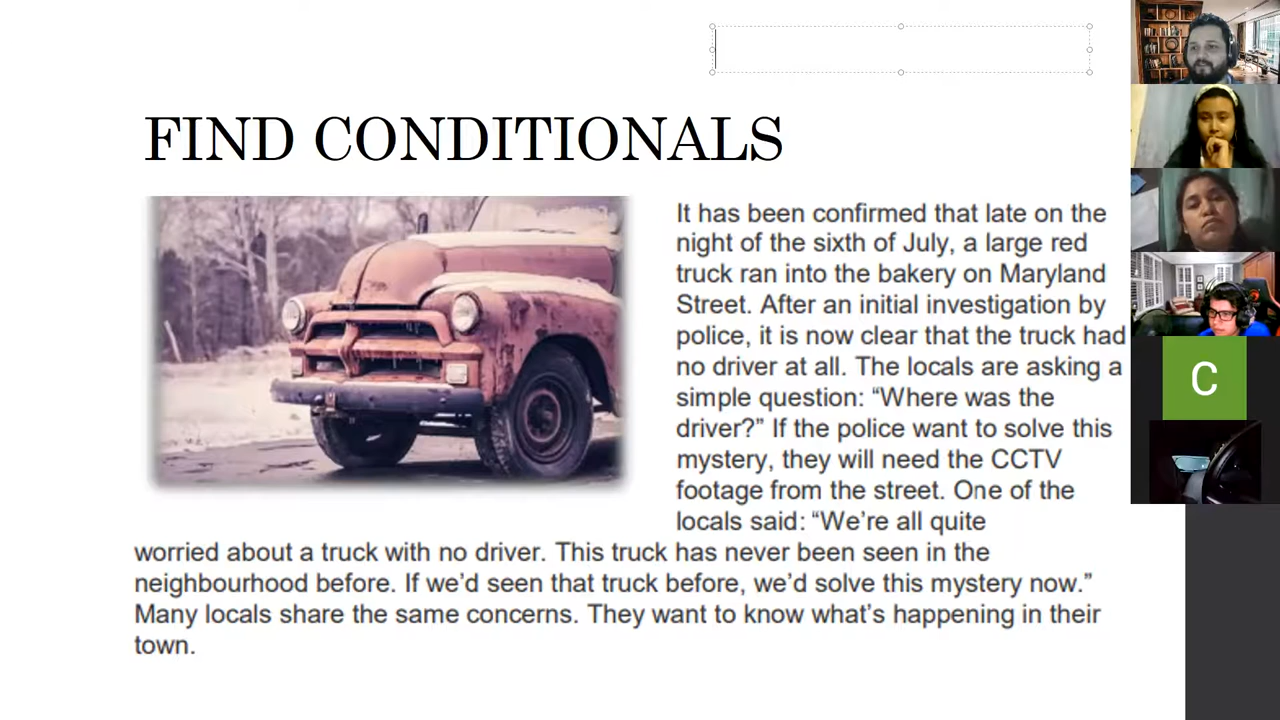 FIND CONDITIONALS
It has been confirmed that late on the
night of the sixth of July, a large red
truck ran into the bakery on Maryland
Street. After an initial investigation by
police, it is now clear that the truck had
no driver at all. The locals are asking a
simple question: “Where was the
driver?” If the police want to solve this
mystery, they will need the CCTV
footage from the street. One of the
locals said: “We’re all quite
worried about a truck with no driver. This truck has never been seen in the
neighbourhood before. If we’d seen that truck before, we’d solve this mystery now.”
Many locals share the same concerns. They want to know what’s happening in their
town.
C